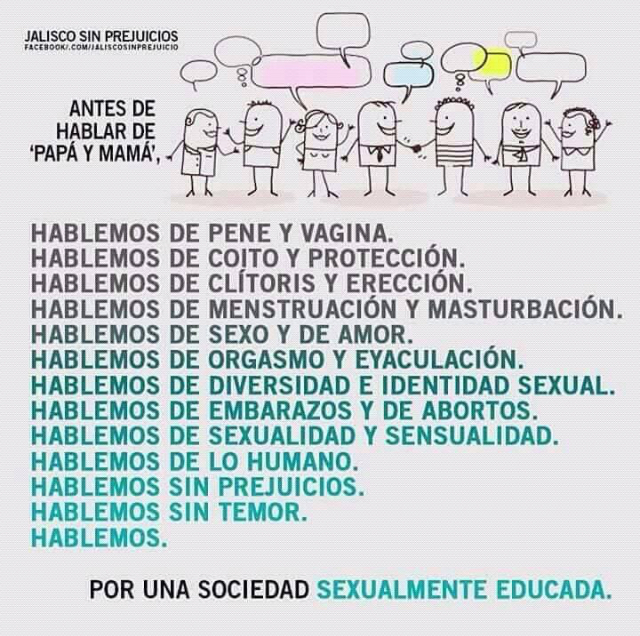 JALISCO SIN PREJUICIOS
FACEBOOK/.COM/JALISCOSINPREJUICIO
ANTES DE
HABLAR DE
'PAPÁ Y MAMÁ',
HABLEMOS DE PENE Y VAGINA.
HABLEMOS DE COITO Y PROTECCIÓN.
HABLEMOS DE CLÍTORIS Y ERECCIÓN.
HABLEMOS DE MENSTRUACIÓN Y MASTURBACIÓN.
HABLEMOS DE SEXO Y DE AMOR.
HABLEMOS DE ORGASMO Y EYACULACIÓN.
HABLEMOS DE DIVERSIDAD E IDENTIDAD SEXUAL.
HABLEMOS DE EMBARAZOS Y DE ABORTOS.
HABLEMOS DE SEXUALIDAD Y SENSUALIDAD.
HABLEMOS DE LO HUMANO.
HABLEMOS SIN PREJUICIOS.
HABLEMOS SIN TEMOR.
HABLEMOS.
POR UNA SOCIEDAD SEXUALMENTE EDUCADA.